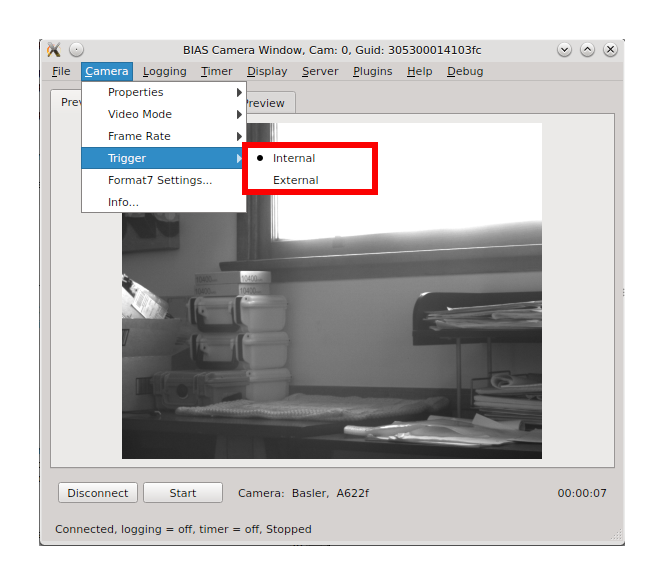 BIAS Camera Window, Cam: 0, Guid: 305300014103fc
File Camera Logging Timer Display Server Plugins Help Debug
Preview
Properties
Video Mode
Frame Rate
Trigger
Internal
External
Format7 Settings...
Info...
10400
10400
Disconnect Start Camera: Basler, A622f 00:00:07
Connected, logging = off, timer = off, Stopped